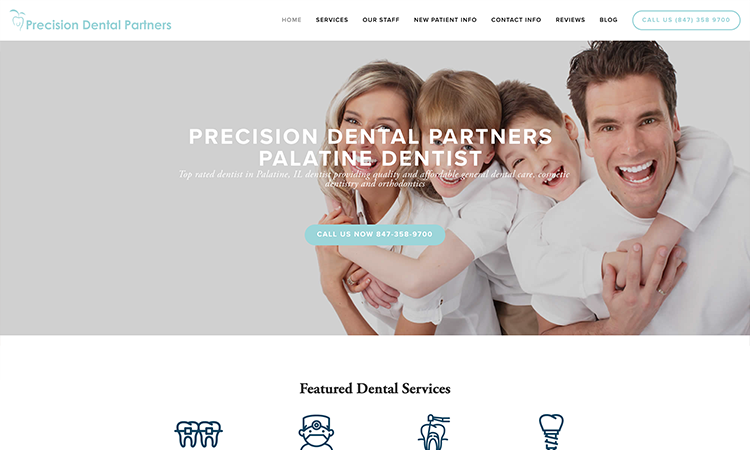 Precision Dental Partners
HOME SERVICES OUR STAFF NEW PATIENT INFO CONTACT INFO REVIEWS BLOG CALL US (847) 358 9700
PRECISION DENTAL PARTNERS
PALATINE DENTIST
Top rated dentist in Palatine, IL dentist providing quality and affordable general dental care, cosmetic
dentistry and orthodontics
CALL US NOW 847-358-9700
Featured Dental Services